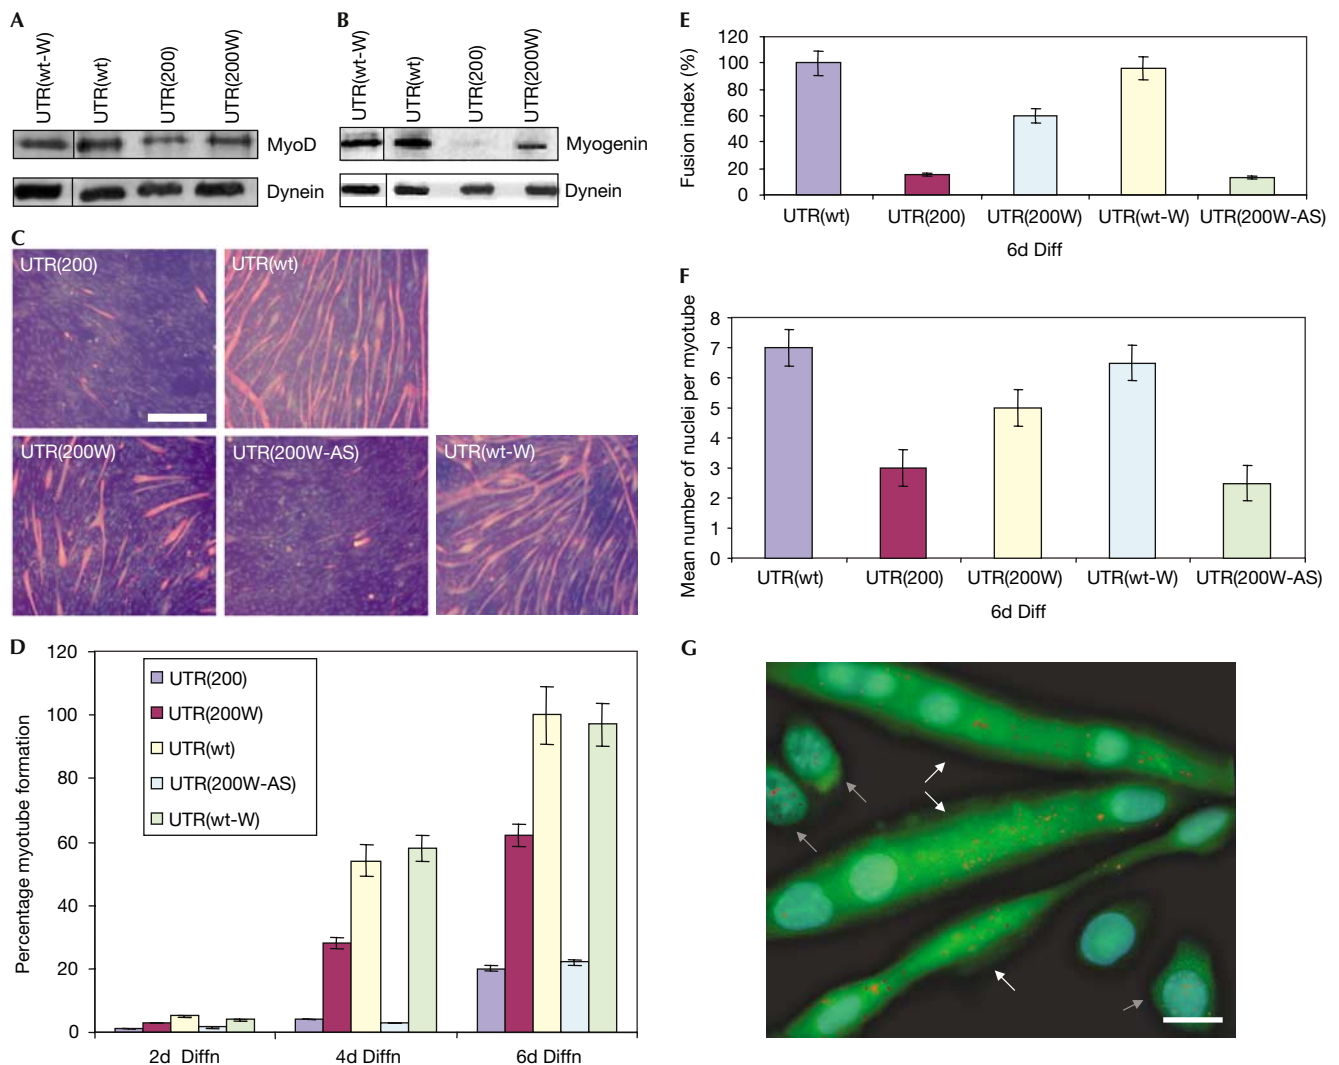 A
UTR(wt-W)
UTR(wt)
UTR(200)
UTR(200W)
MyoD
Dynein
B
UTR(wt-W)
UTR(wt)
UTR(200)
UTR(200W)
Myogenin
Dynein
C
UTR(200)
UTR(wt)
UTR(200W)
UTR(200W-AS)
UTR(wt-W)
D
Percentage myotube formation
120
100
80
60
40
20
0
UTR(200)
UTR(200W)
UTR(wt)
UTR(200W-AS)
UTR(wt-W)
2d Diffn
4d Diffn
6d Diffn
E
Fusion index (%)
120
100
80
60
40
20
0
UTR(wt)
UTR(200)
UTR(200W)
UTR(wt-W)
UTR(200W-AS)
6d Diff
F
Mean number of nuclei per myotube
8
7
6
5
4
3
2
1
0
UTR(wt)
UTR(200)
UTR(200W)
UTR(wt-W)
UTR(200W-AS)
6d Diff
G